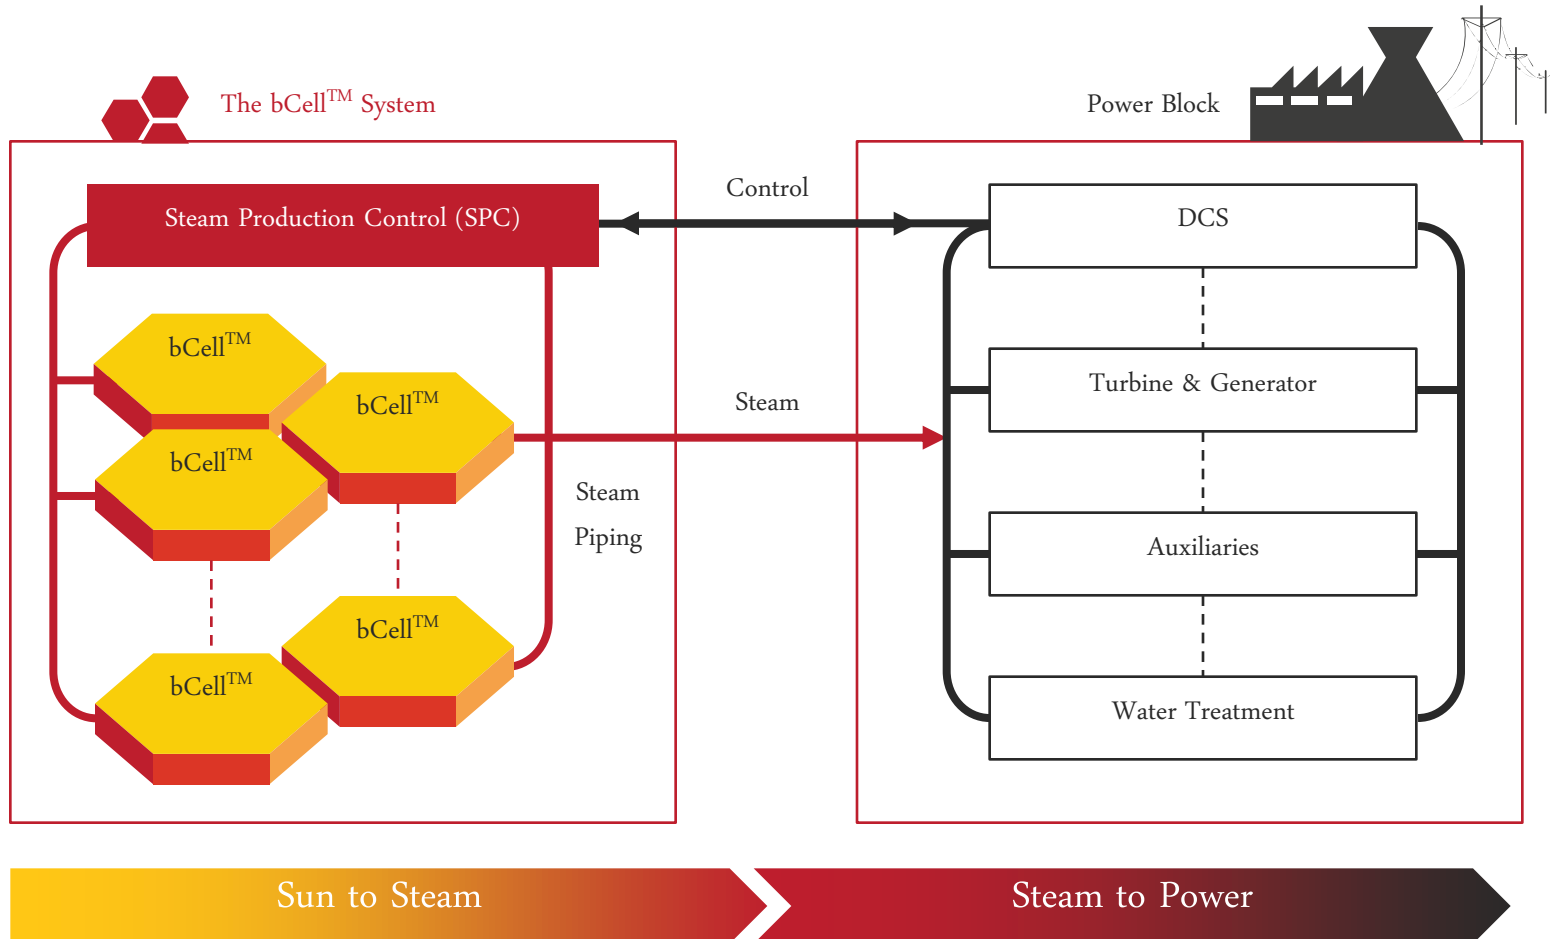 The bCell™ System
Power Block
Control
Steam Production Control (SPC)
DCS
bCell™
bCell™
bCell™
Steam
Turbine & Generator
Steam
Piping
Auxiliaries
bCell™
bCell™
Water Treatment
Sun to Steam
Steam to Power